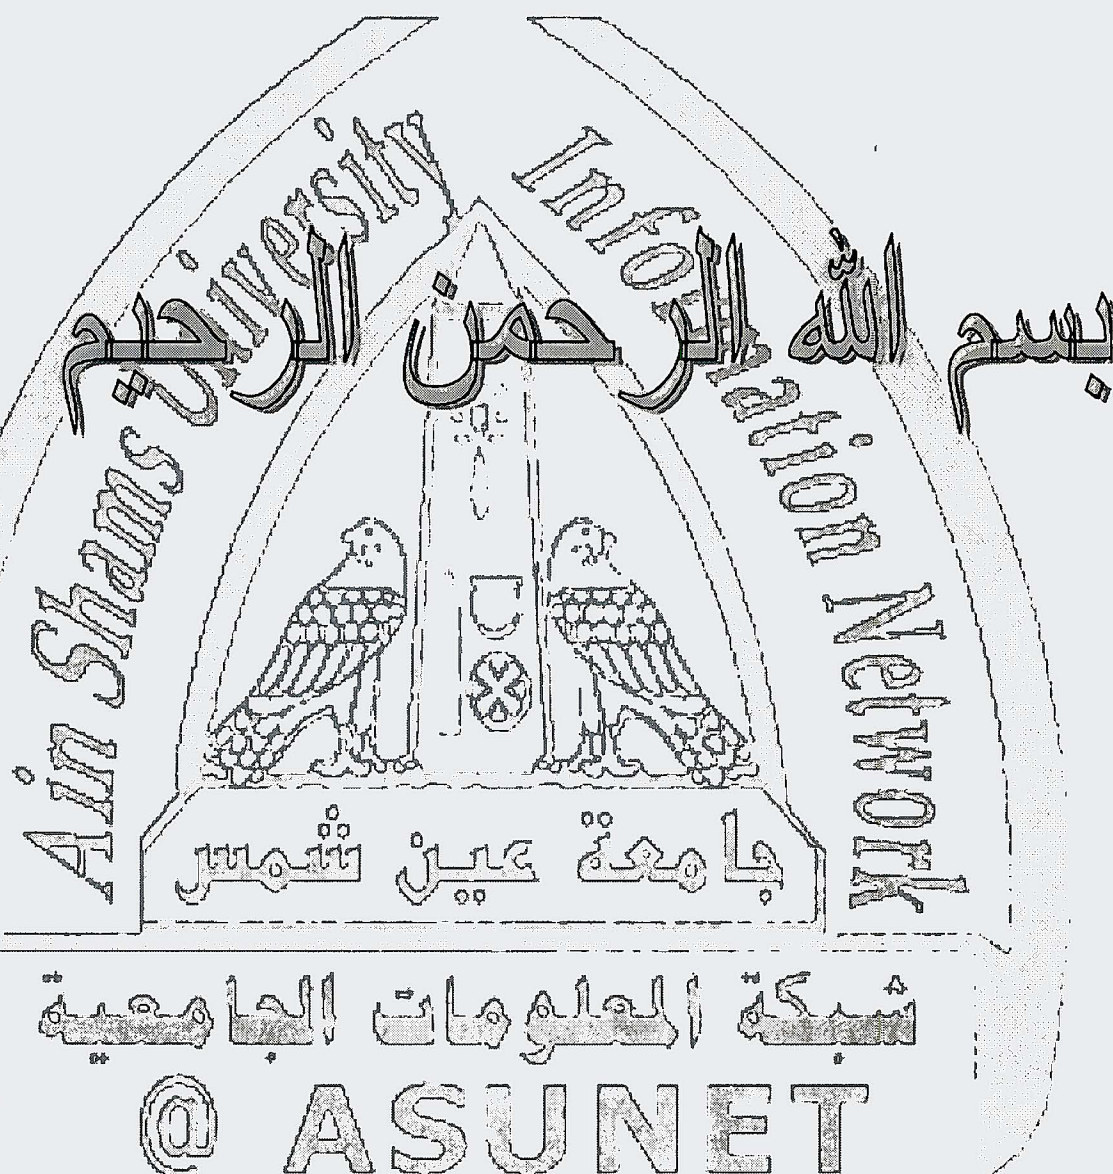 Ain Shams University Information Network
بسم الله الرحمن الرحيم
جامعة عين شمس
شبكة المعلومات الجامعية
@ ASUNET